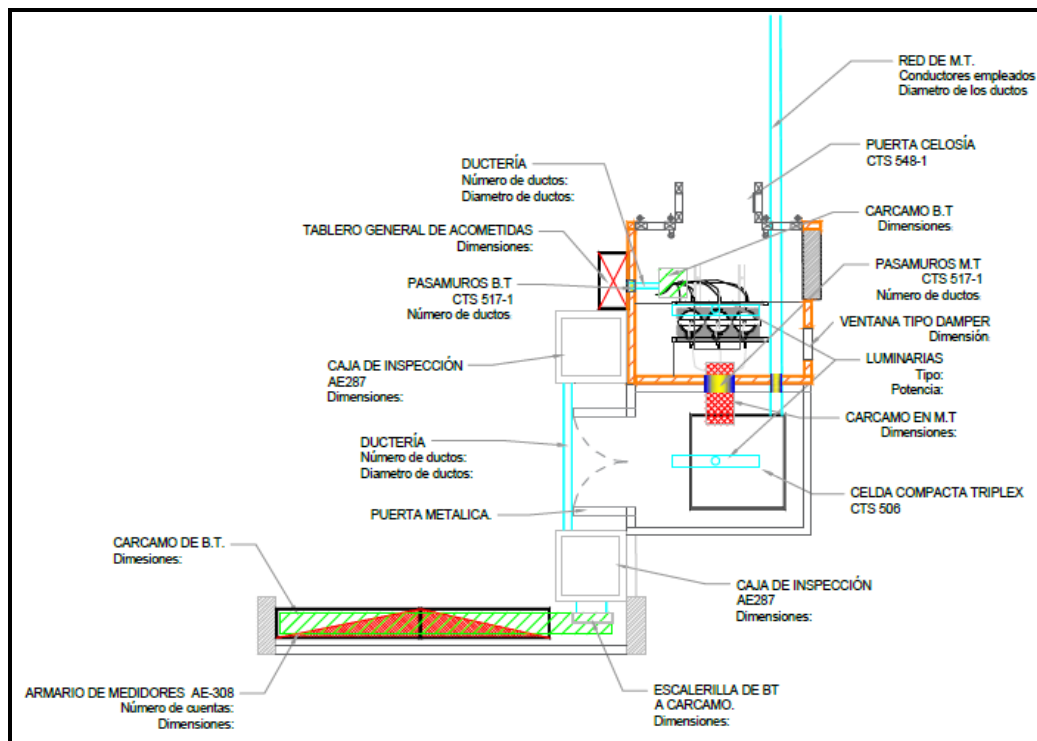 RED DE M.T.
Conductores empleados
Diametro de los ductos
PUERTA CELOSÍA
CTS 548-1
DUCTERÍA
Número de ductos:
Diametro de ductos:
CARCAMO B.T
Dimensiones:
TABLERO GENERAL DE ACOMETIDAS
Dimensiones:
PASAMUROS M.T
CTS 517-1
Número de ductos
PASAMUROS B.T
CTS 517-1
Número de ductos
VENTANA TIPO DAMPER
Dimensión
CAJA DE INSPECCIÓN
AE287
Dimensiones:
LUMINARIAS
Tipo:
Potencia:
CARCAMO EN M.T
Dimensiones:
DUCTERÍA
Número de ductos:
Diametro de ductos:
CELDA COMPACTA TRIPLEX
CTS 506
PUERTA METALICA.
CARCAMO DE B.T.
Dimesiones:
CAJA DE INSPECCIÓN
AE287
Dimensiones:
ARMARIO DE MEDIDORES AE-308
Número de cuentas:
Dimensiones:
ESCALERILLA DE BT
A CARCAMO.
Dimensiones: